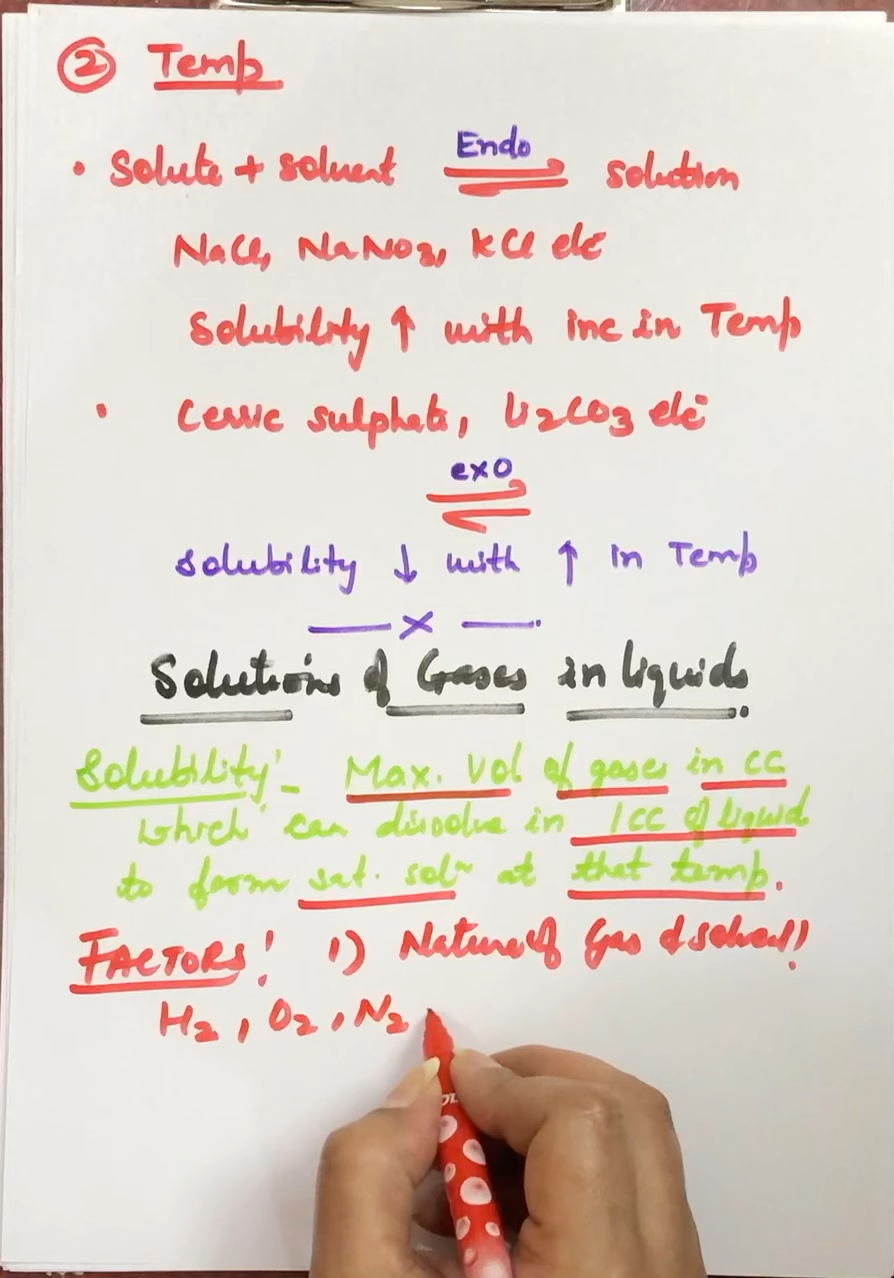 ② Temp
• Solute + solvent Endo ⇌ solution
NaCl, NaNO3, KCl etc
Solubility ↑ with inc in Temp
• Cerric sulphate, Li2CO3 etc
exo
⇌
Solubility ↓ with ↑ in Temp
— x —.
Solutions of Gases in liquids.
Solubility:- Max. Vol of gases in CC
which can dissolve in 1 CC of liquid
to form sat. solⁿ at that temp.
FACTORS: 1) Nature of Gas & solvent!
H2, O2, N2